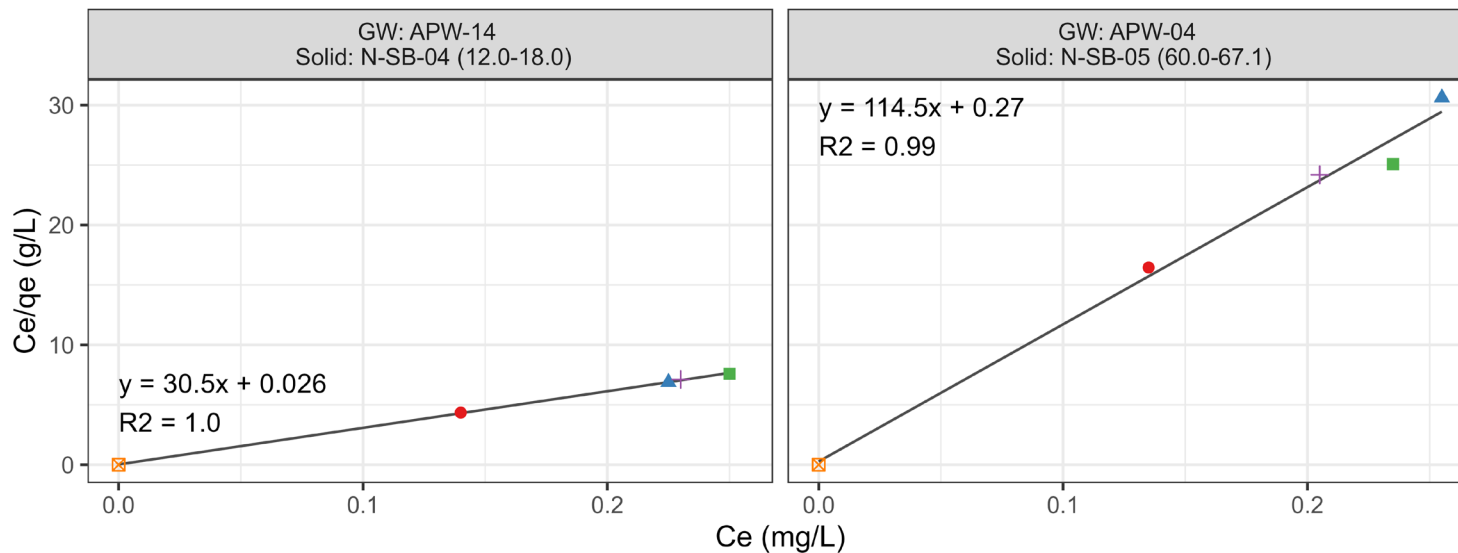 GW: APW-14
Solid: N-SB-04 (12.0-18.0)
GW: APW-04
Solid: N-SB-05 (60.0-67.1)
Ce/qe (g/L)
30
20
10
0
y = 30.5x + 0.026
R2 = 1.0
y = 114.5x + 0.27
R2 = 0.99
0.0 0.1 0.2
0.0 0.1 0.2
Ce (mg/L)